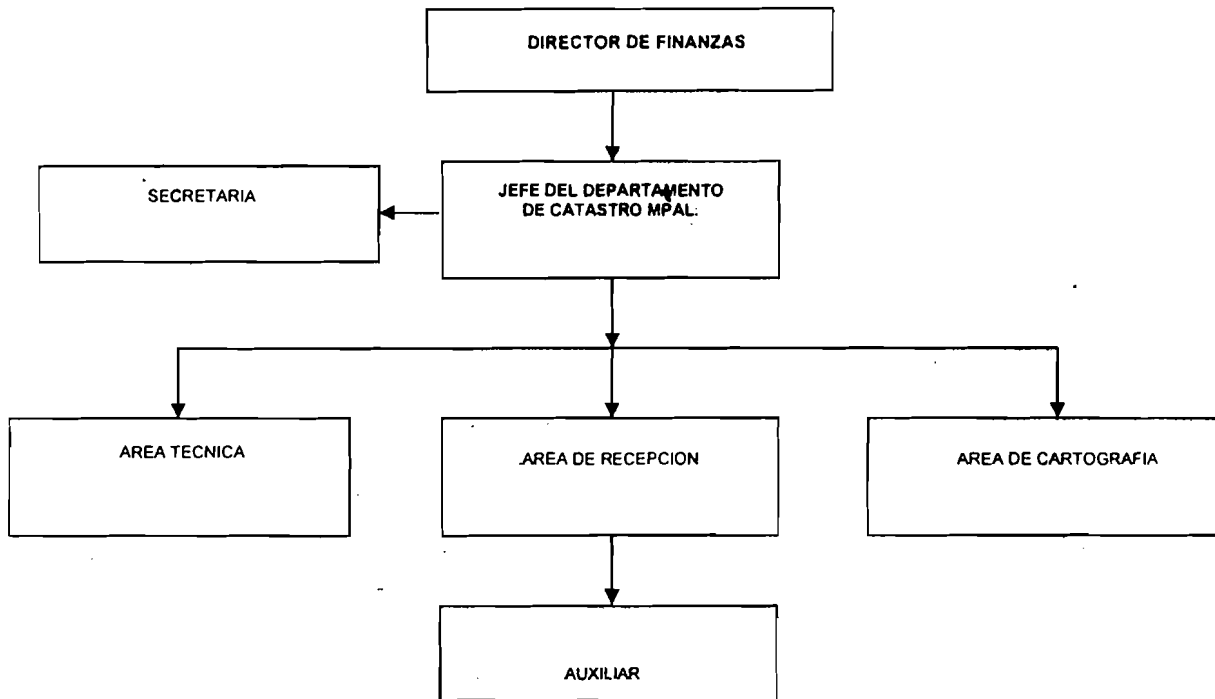 DIRECTOR DE FINANZAS
SECRETARIA
JEFE DEL DEPARTAMENTO
DE CATASTRO MPAL.
AREA TECNICA
AREA DE RECEPCION
AREA DE CARTOGRAFIA
AUXILIAR